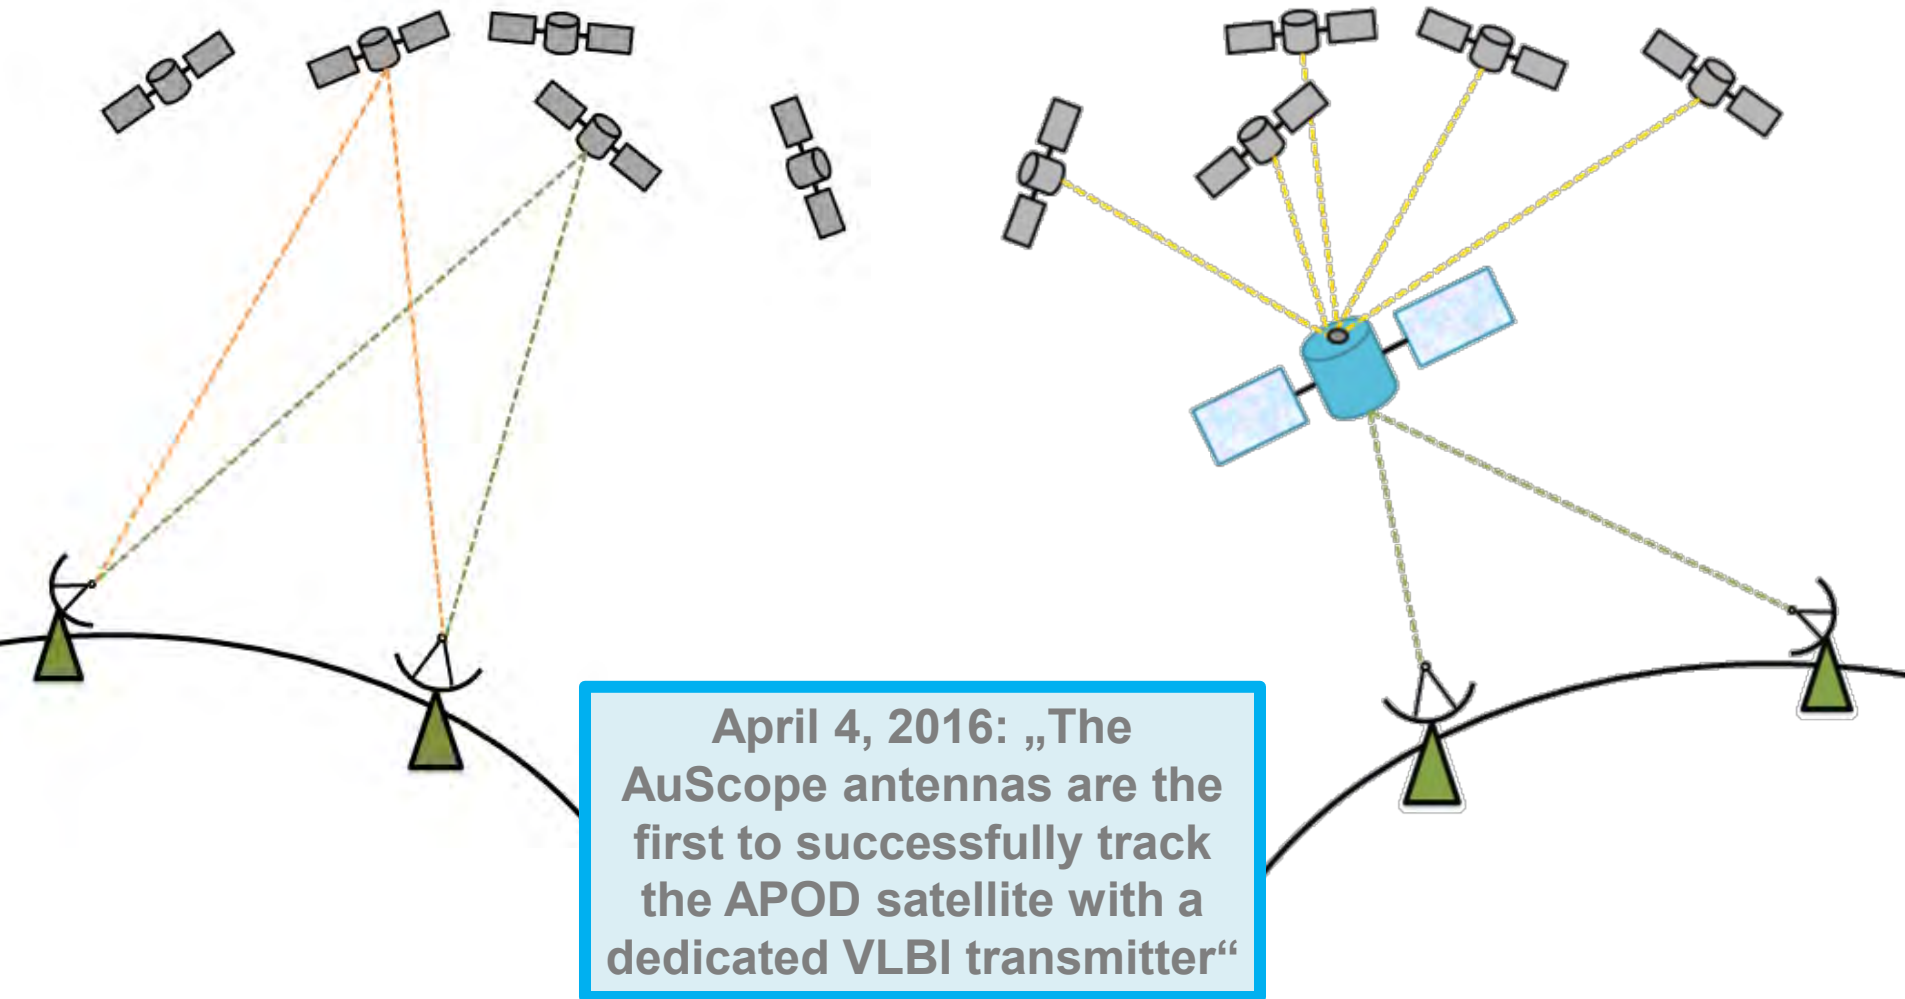 April 4, 2016: „The
AuScope antennas are the
first to successfully track
the APOD satellite with a
dedicated VLBI transmitter“